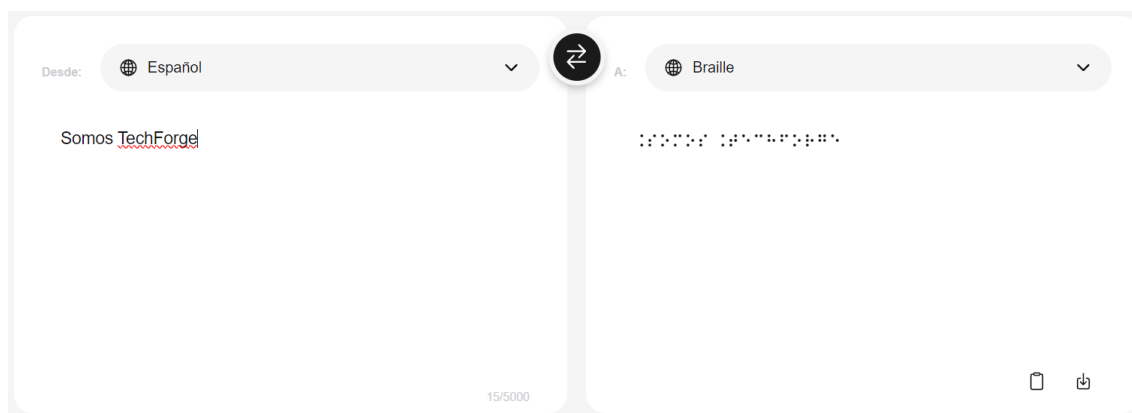 Desde: Español
A: Braille
Somos TechForge
⠨⠎⠕⠍⠕⠎ ⠨⠞⠑⠉⠓⠋⠕⠗⠛⠑
15/5000